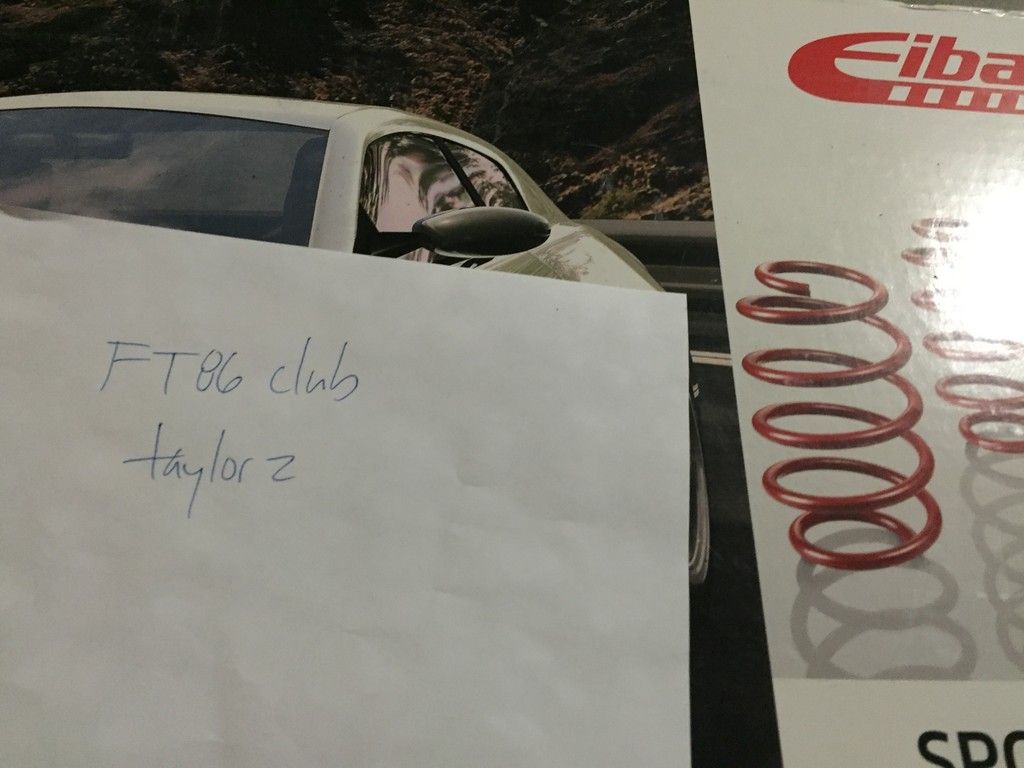 Eiba
FT86 club
taylorz
SPO